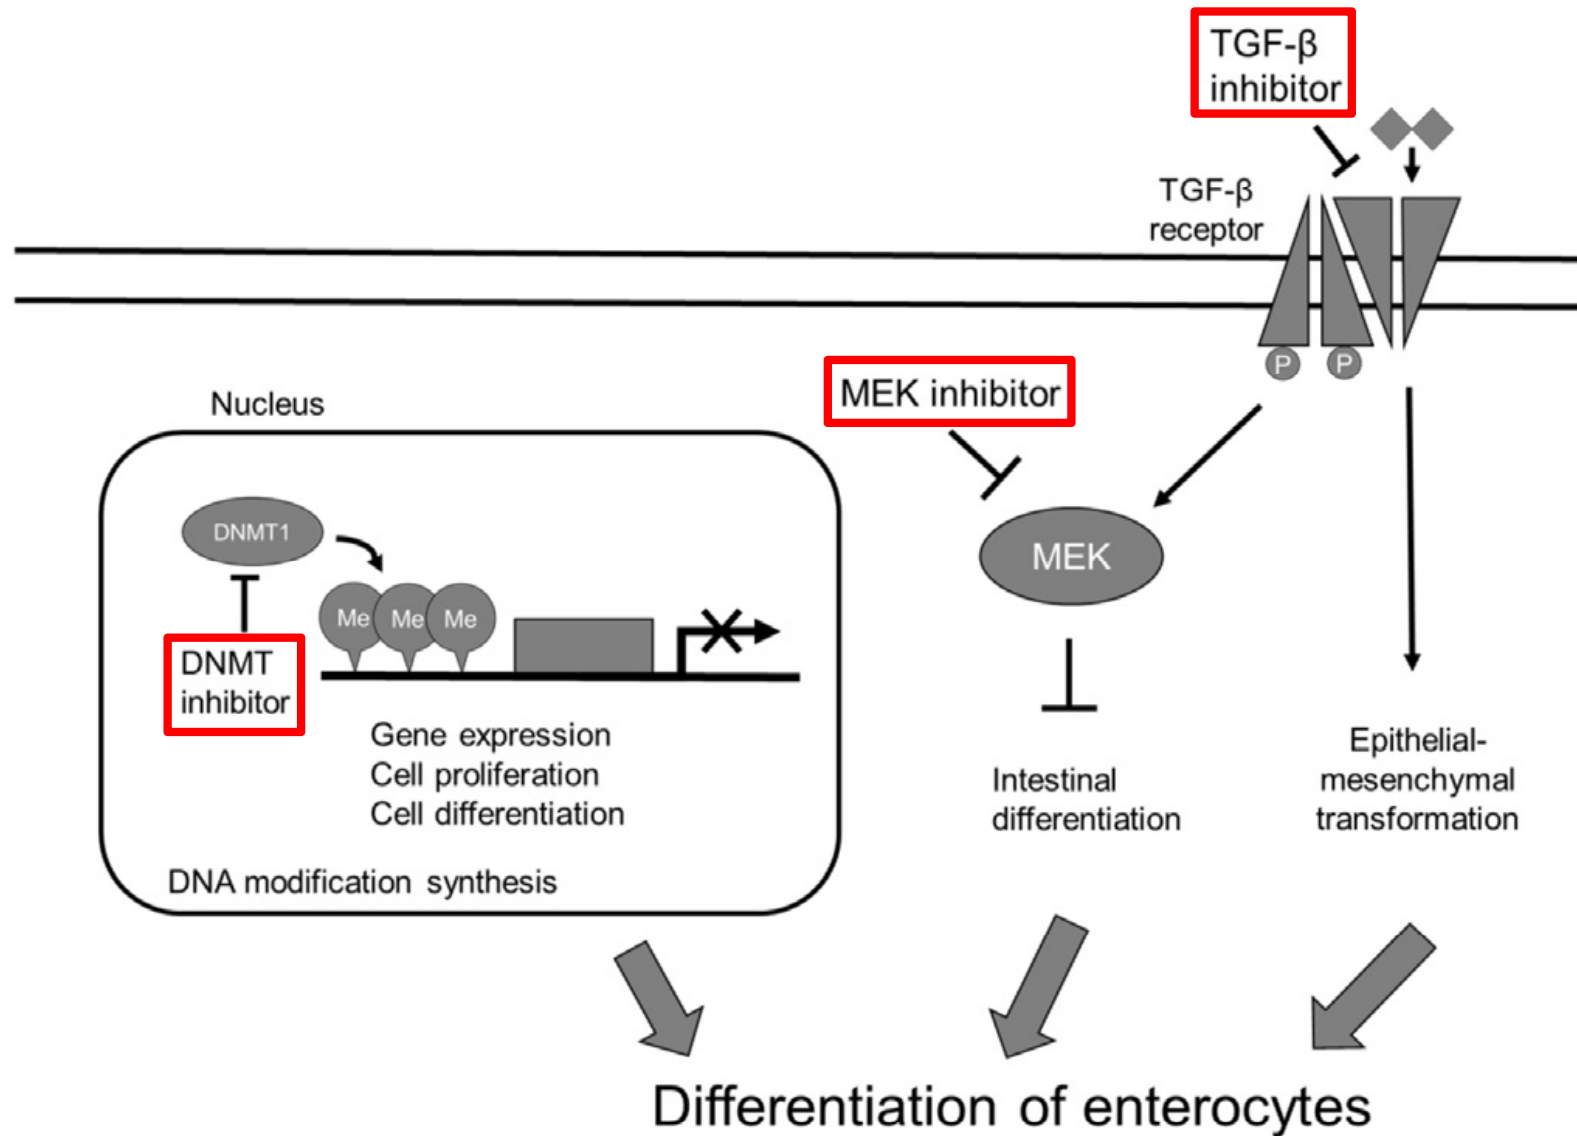 TGF-β
inhibitor
TGF-β
receptor
P
P
MEK inhibitor
Nucleus
DNMT1
MEK
Me
Me
Me
DNMT
inhibitor
Gene expression
Cell proliferation
Cell differentiation
DNA modification synthesis
Intestinal
differentiation
Epithelial-
mesenchymal
transformation
Differentiation of enterocytes